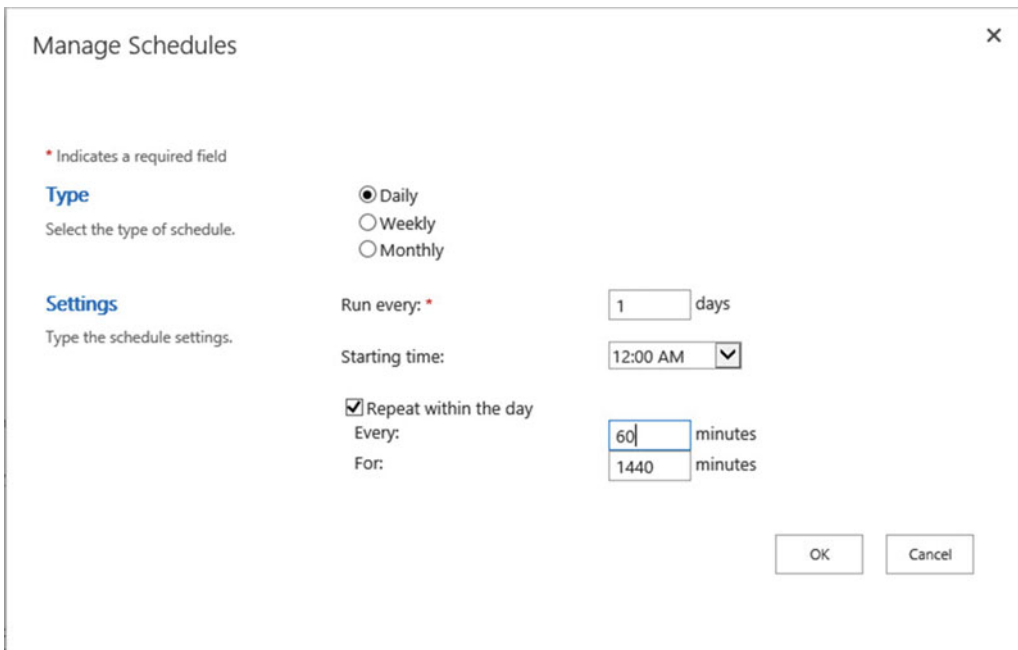 Manage Schedules
* Indicates a required field
Type
Select the type of schedule.
Daily
Weekly
Monthly
Settings
Type the schedule settings.
Run every: * 1 days
Starting time: 12:00 AM
Repeat within the day
Every: 60 minutes
For: 1440 minutes
OK Cancel